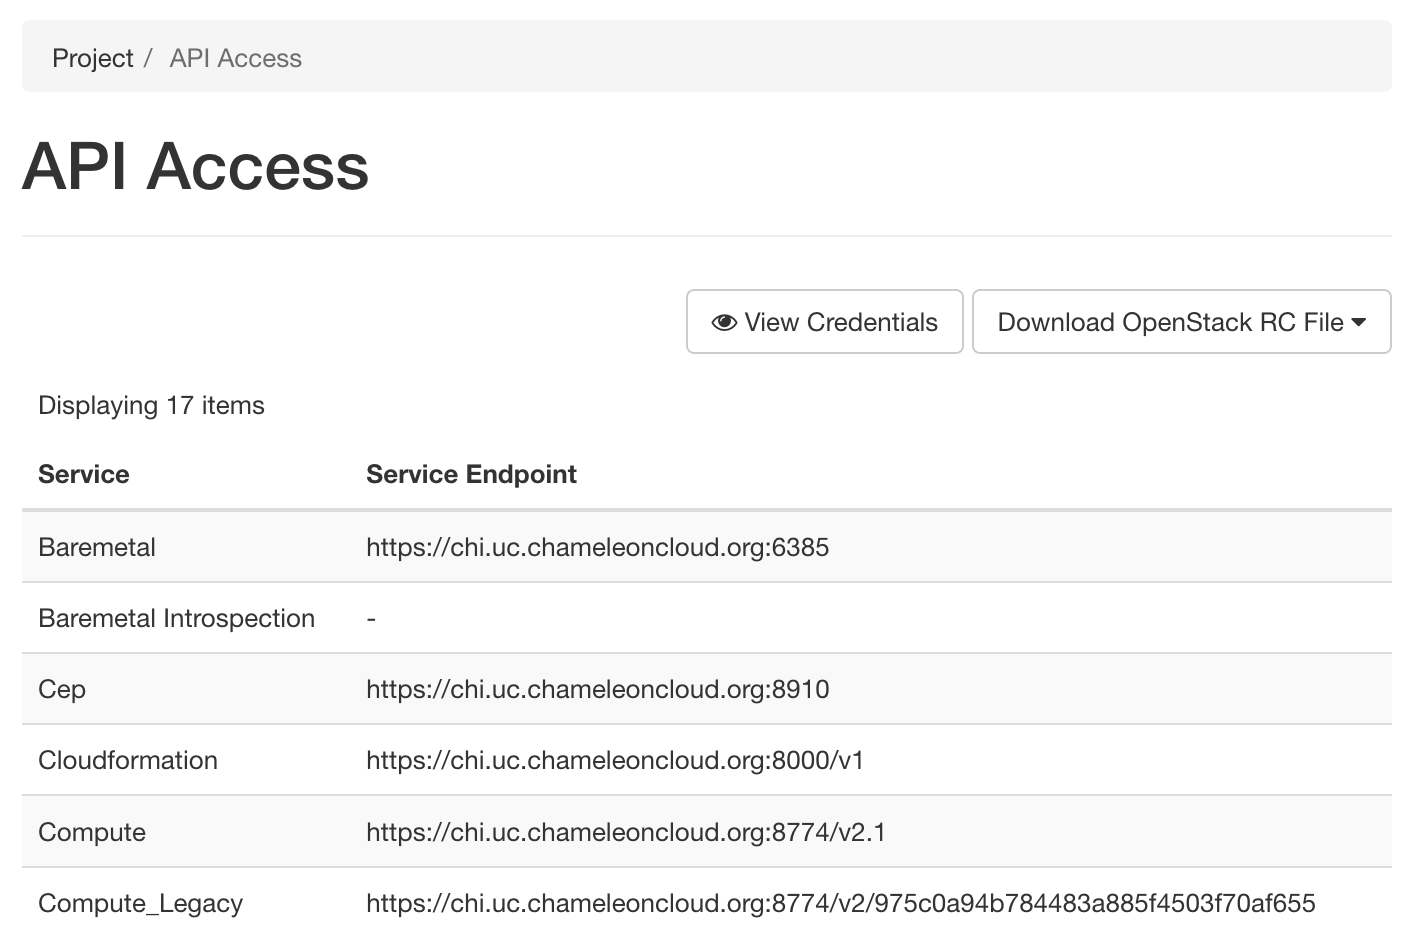 Project / API Access
API Access
View Credentials Download OpenStack RC File
Displaying 17 items
Service Service Endpoint
Baremetal https://chi.uc.chameleoncloud.org:6385
Baremetal Introspection -
Cep https://chi.uc.chameleoncloud.org:8910
Cloudformation https://chi.uc.chameleoncloud.org:8000/v1
Compute https://chi.uc.chameleoncloud.org:8774/v2.1
Compute_Legacy https://chi.uc.chameleoncloud.org:8774/v2/975c0a94b784483a885f4503f70af655